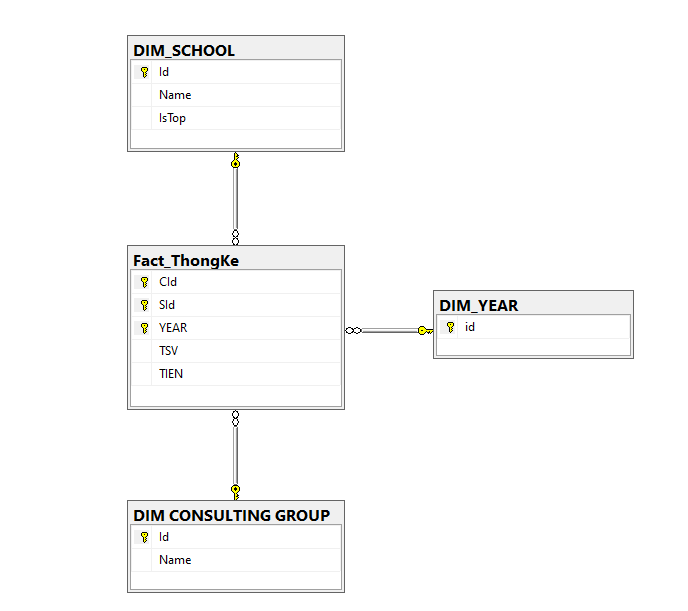 DIM_SCHOOL
Id
Name
IsTop
Fact_ThongKe
CId
SId
YEAR
TSV
TIEN
DIM_YEAR
id
DIM CONSULTING GROUP
Id
Name